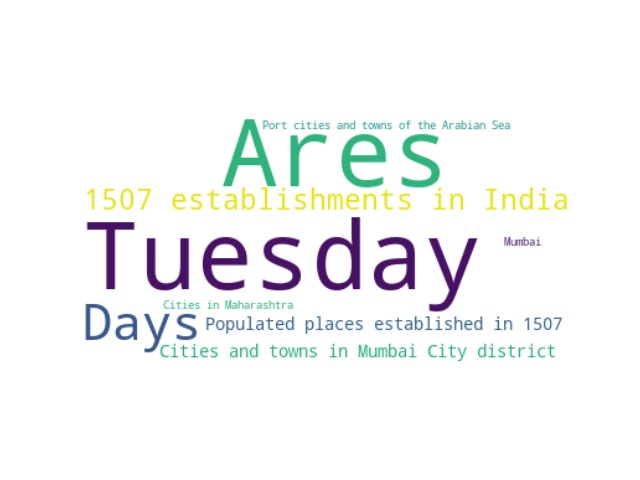 Port cities and towns of the Arabian Sea
Ares
1507 establishments in India
Tuesday
Mumbai
Cities in Maharashtra
Days
Populated places established in 1507
Cities and towns in Mumbai City district